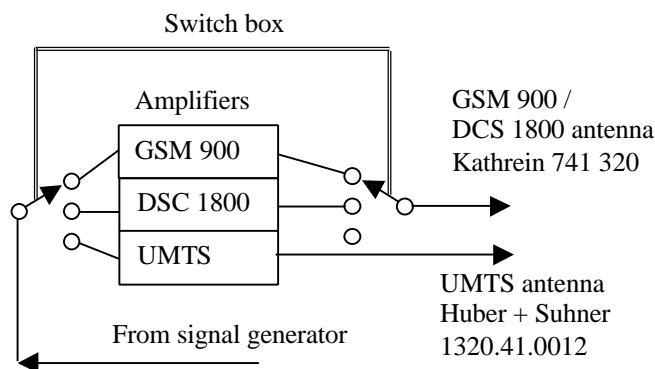 Switch box
Amplifiers
GSM 900
DSC 1800
UMTS
GSM 900 /
DCS 1800 antenna
Kathrein 741 320
UMTS antenna
Huber + Suhner
1320.41.0012
From signal generator